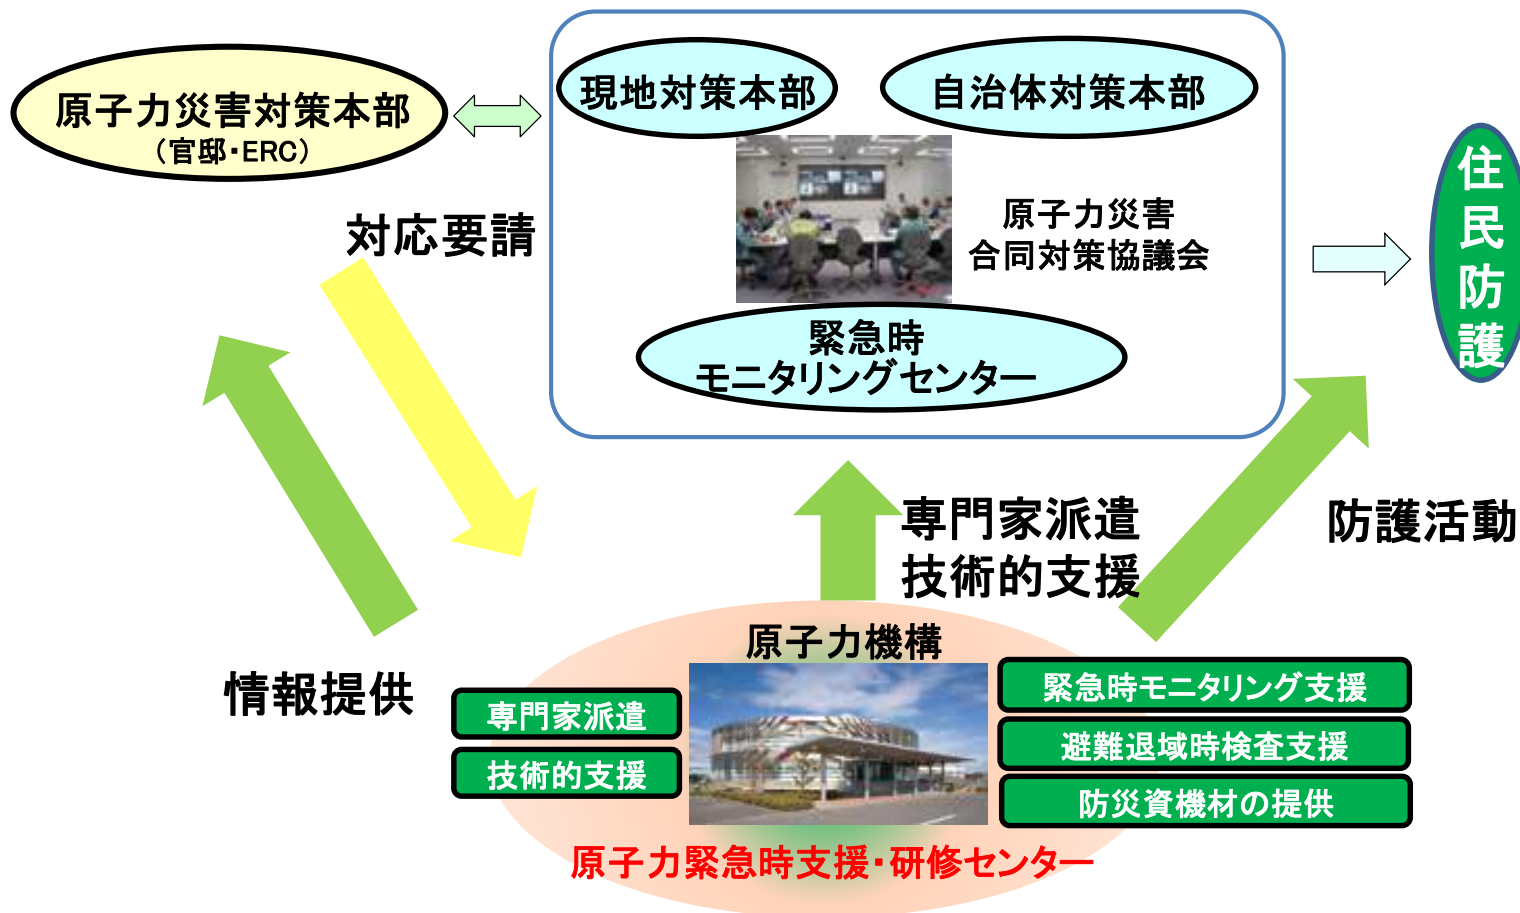 原子力災害対策本部
(官邸・ERC)
現地対策本部
自治体対策本部
原子力災害
合同対策協議会
緊急時
モニタリングセンター
住民防護
対応要請
専門家派遣
技術的支援
防護活動
情報提供
原子力機構
専門家派遣
技術的支援
緊急時モニタリング支援
避難退域時検査支援
防災資機材の提供
原子力緊急時支援・研修センター